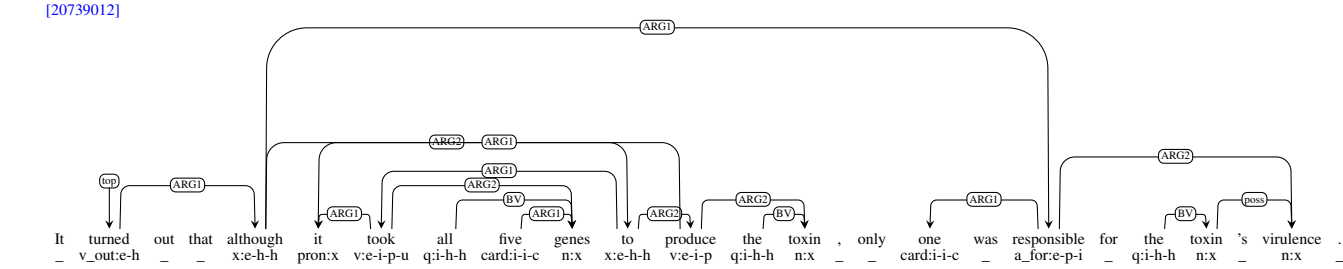 [20739012]
ARG1
ARG2 ARG1
top ARG1 ARG1 ARG2 ARG2
ARG1 BV ARG1 ARG2 ARG2 BV ARG1 BV poss
It turned out that although it took all five genes to produce the toxin , only one was responsible for the toxin 's virulence .
_ v_out:e-h _ _ x:e-h-h pron:x v:e-i-p-u q:i-h-h card:i-i-c n:x x:e-h-h v:e-i-p q:i-h-h n:x _ _ card:i-i-c _ a_for:e-p-i _ q:i-h-h n:x _ n:x _